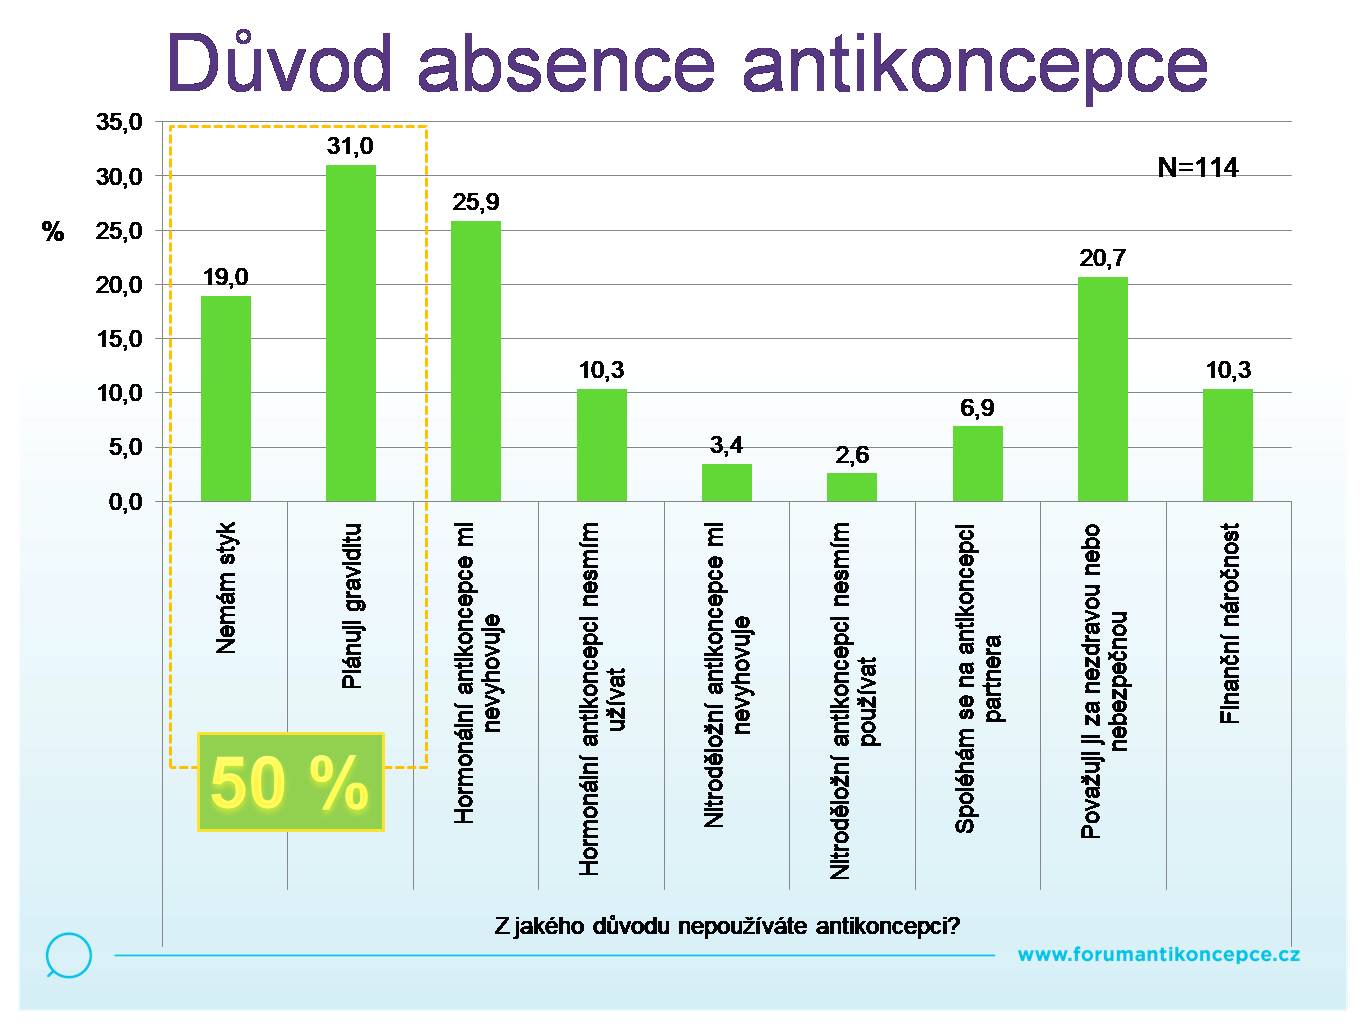 Důvod absence antikoncepce
35,0
30,0
25,0
20,0
15,0
10,0
5,0
0,0
%
N=114
19,0
31,0
25,9
10,3
3,4
2,6
6,9
20,7
10,3
Nemám styk
Plánuji graviditu
Hormonální antikoncepce mi
nevyhovuje
Hormonální antikoncepci nesmím
užívat
Nitroděložní antikoncepce mi
nevyhovuje
Nitroděložní antikoncepci nesmím
používat
Spoléhám se na antikoncepci
partnera
Považuji ji za nezdravou nebo
nebezpečnou
Finanční náročnost
50 %
Z jakého důvodu nepoužíváte antikoncepci?
www.forumantikoncepce.cz